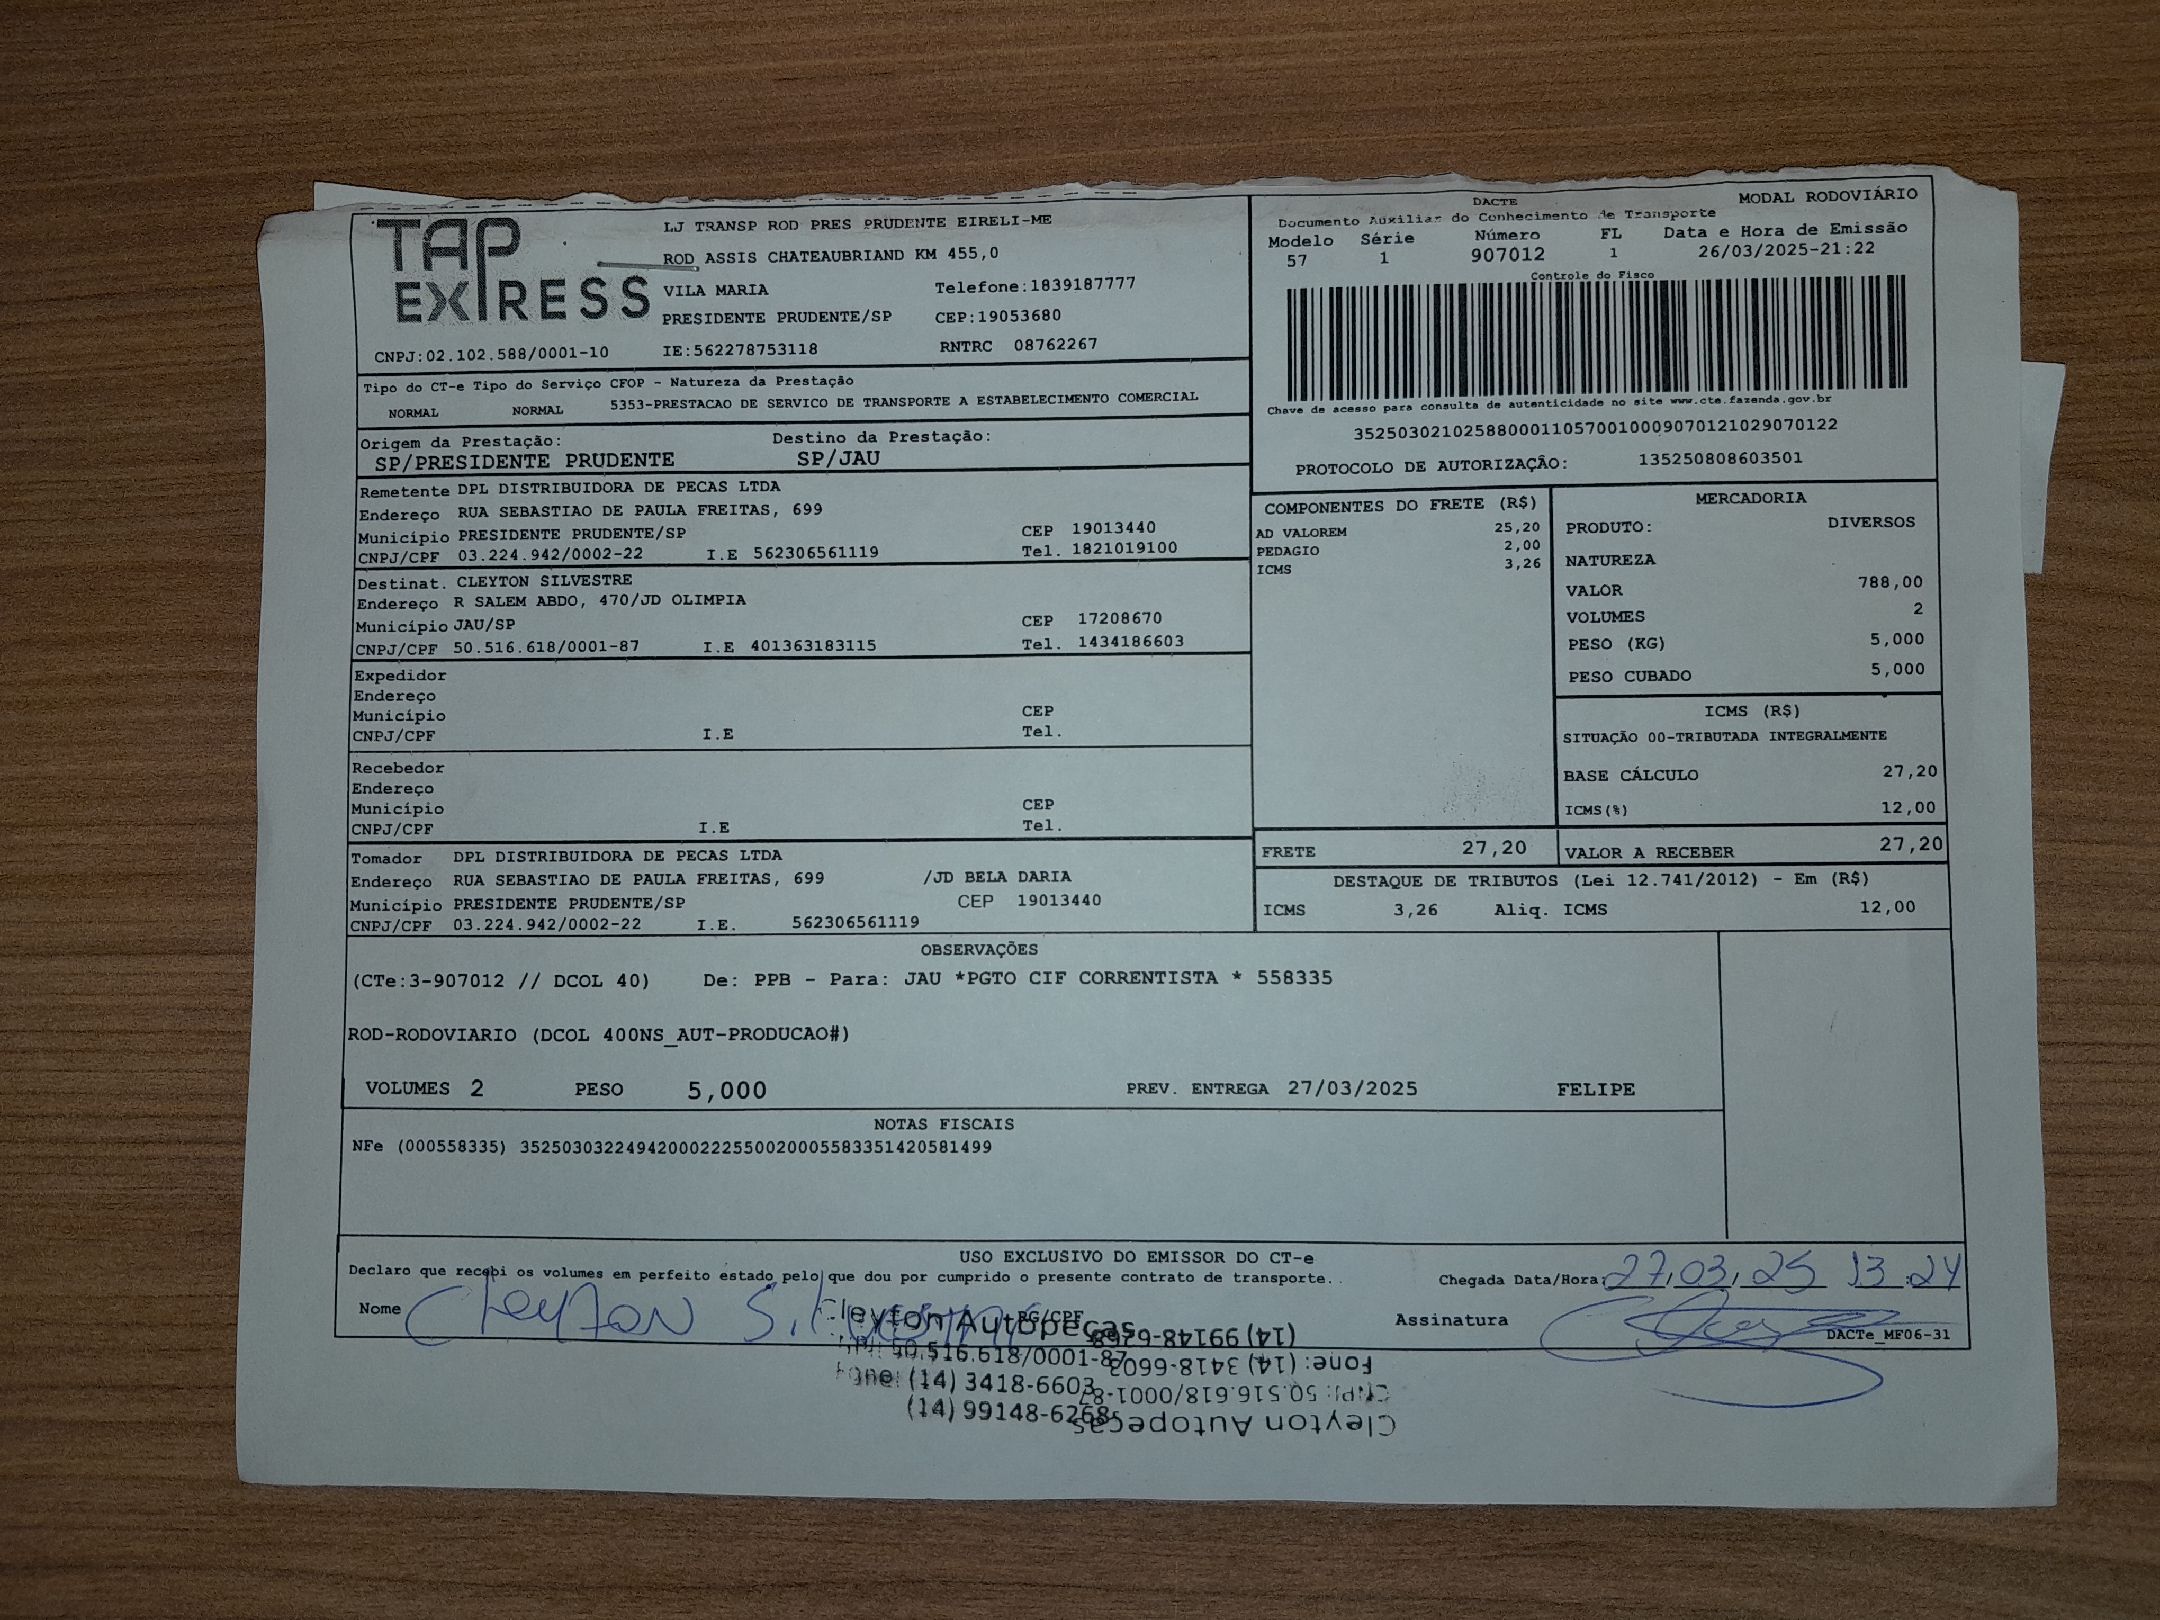 TAP EXPRESS
LJ TRANSP ROD PRES PRUDENTE EIRELI-ME
ROD ASSIS CHATEAUBRIAND KM 455,0
VILA MARIA Telefone:1839187777
PRESIDENTE PRUDENTE/SP CEP:19053680
CNPJ:02.102.588/0001-10 IE:562278753118 RNTRC 08762267
DACTE MODAL RODOVIÁRIO
Documento Auxiliar do Conhecimento de Transporte
Modelo Série Número FL Data e Hora de Emissão
57 1 907012 1 26/03/2025-21:22
Controle do Fisco
Chave de acesso para consulta de autenticidade no site www.cte.fazenda.gov.br
35250302102588000110570010009070121029070122
PROTOCOLO DE AUTORIZAÇÃO: 135250808603501
Tipo do CT-e Tipo do Serviço CFOP - Natureza da Prestação
NORMAL NORMAL 5353-PRESTACAO DE SERVICO DE TRANSPORTE A ESTABELECIMENTO COMERCIAL
Origem da Prestação: Destino da Prestação:
SP/PRESIDENTE PRUDENTE SP/JAU
Remetente DPL DISTRIBUIDORA DE PECAS LTDA
Endereço RUA SEBASTIAO DE PAULA FREITAS, 699
Município PRESIDENTE PRUDENTE/SP CEP 19013440
CNPJ/CPF 03.224.942/0002-22 I.E 562306561119 Tel. 1821019100
Destinat. CLEYTON SILVESTRE
Endereço R SALEM ABDO, 470/JD OLIMPIA
Município JAU/SP CEP 17208670
CNPJ/CPF 50.516.618/0001-87 I.E 401363183115 Tel. 1434186603
Expedidor
Endereço
Município CEP
CNPJ/CPF I.E Tel.
Recebedor
Endereço
Município CEP
CNPJ/CPF I.E Tel.
Tomador DPL DISTRIBUIDORA DE PECAS LTDA
Endereço RUA SEBASTIAO DE PAULA FREITAS, 699 /JD BELA DARIA
Município PRESIDENTE PRUDENTE/SP CEP 19013440
CNPJ/CPF 03.224.942/0002-22 I.E. 562306561119
COMPONENTES DO FRETE (R$)
AD VALOREM 25,20
PEDAGIO 2,00
ICMS 3,26
MERCADORIA
PRODUTO: DIVERSOS
NATUREZA
VALOR 788,00
VOLUMES 2
PESO (KG) 5,000
PESO CUBADO 5,000
ICMS (R$)
SITUAÇÃO 00-TRIBUTADA INTEGRALMENTE
BASE CÁLCULO 27,20
ICMS(%) 12,00
FRETE 27,20 VALOR A RECEBER 27,20
DESTAQUE DE TRIBUTOS (Lei 12.741/2012) - Em (R$)
ICMS 3,26 Aliq. ICMS 12,00
OBSERVAÇÕES
(CTe:3-907012 // DCOL 40) De: PPB - Para: JAU *PGTO CIF CORRENTISTA * 558335
ROD-RODOVIARIO (DCOL 400NS_AUT-PRODUCAO#)
VOLUMES 2 PESO 5,000 PREV. ENTREGA 27/03/2025 FELIPE
NOTAS FISCAIS
NFe (000558335) 35250303224942000222550020005583351420581499
USO EXCLUSIVO DO EMISSOR DO CT-e
Declaro que recebi os volumes em perfeito estado pelo que dou por cumprido o presente contrato de transporte..
Chegada Data/Hora: 27/03/25 13:24
Nome Cleyton RG/CPF Assinatura
DACTe_MF06-31
Cleyton Autopeças
50.516.618/0001-87
Fone: (14) 3418-6603
(14) 99148-6268
(14) 99148-6268
Fone: (14) 3418-6603
CNPJ: 50.516.618/0001-87
Cleyton Autopeças